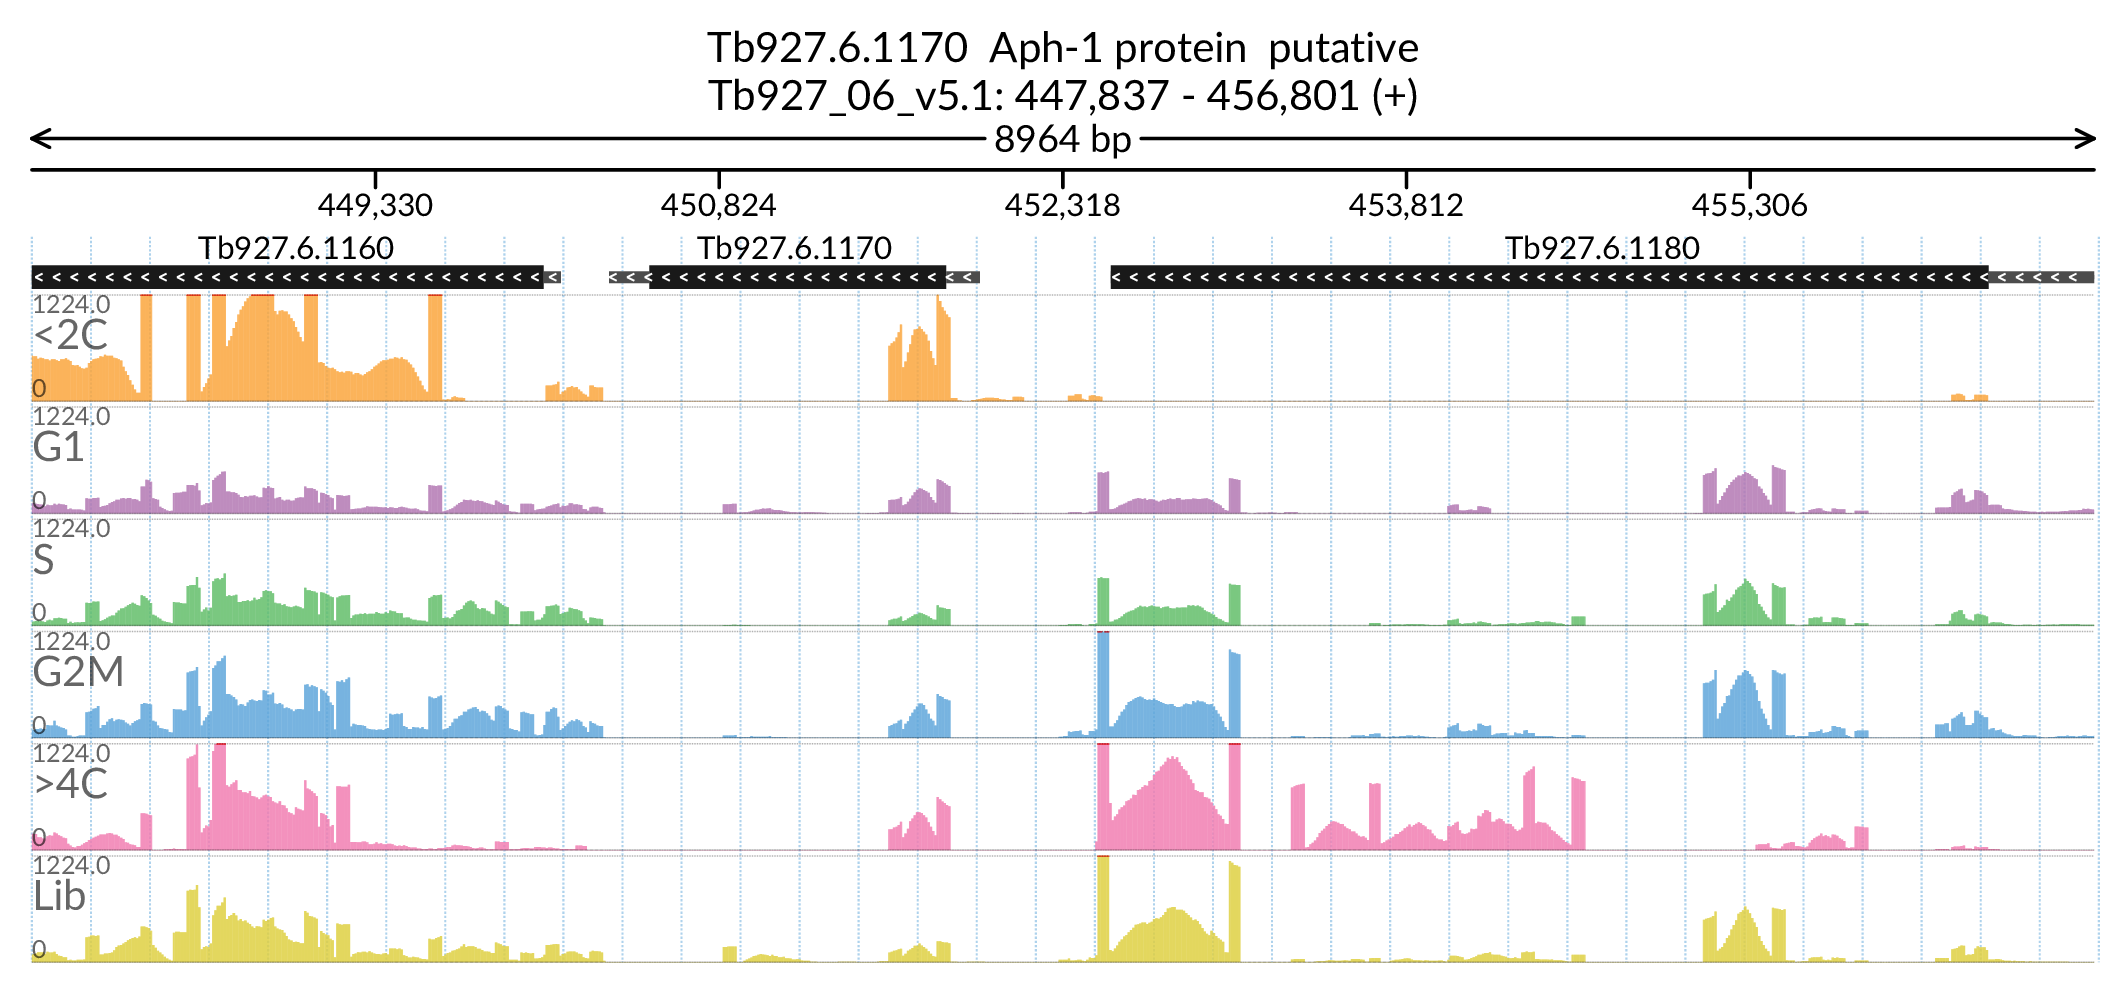 Tb927.6.1170 Aph-1 protein putative
Tb927_06_v5.1: 447,837 - 456,801 (+)
8964 bp
449,330 450,824 452,318 453,812 455,306
Tb927.6.1160 Tb927.6.1170 Tb927.6.1180
1224.0
<2C
0
1224.0
G1
0
1224.0
S
0
1224.0
G2M
0
1224.0
>4C
0
1224.0
Lib
0